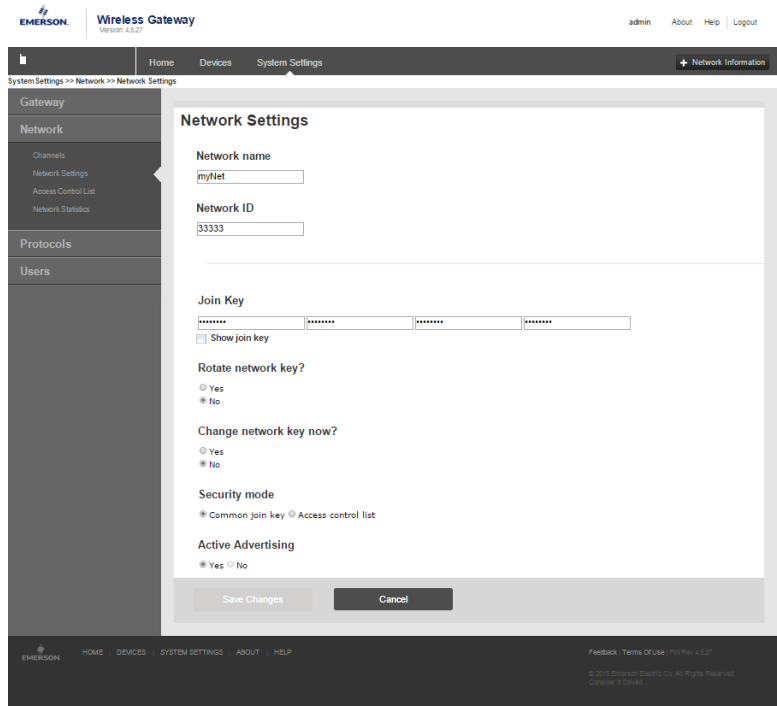 EMERSON.
Wireless Gateway
Version: 4.5.27
admin About Help Logout
Home Devices System Settings
+ Network Information
System Settings >> Network >> Network Settings
Gateway
Network
Channels
Network Settings
Access Control List
Network Statistics
Protocols
Users
Network Settings
Network name
myNet
Network ID
33333
Join Key
•••••••• •••••••• •••••••• ••••••••
Show join key
Rotate network key?
Yes
No
Change network key now?
Yes
No
Security mode
Common join key Access control list
Active Advertising
Yes No
Save Changes Cancel
EMERSON.
HOME | DEVICES | SYSTEM SETTINGS | ABOUT | HELP
Feedback | Terms Of Use | FW Rev. 4.5.27
© 2015 Emerson Electric Co. All Rights Reserved.
Consider It Solved.